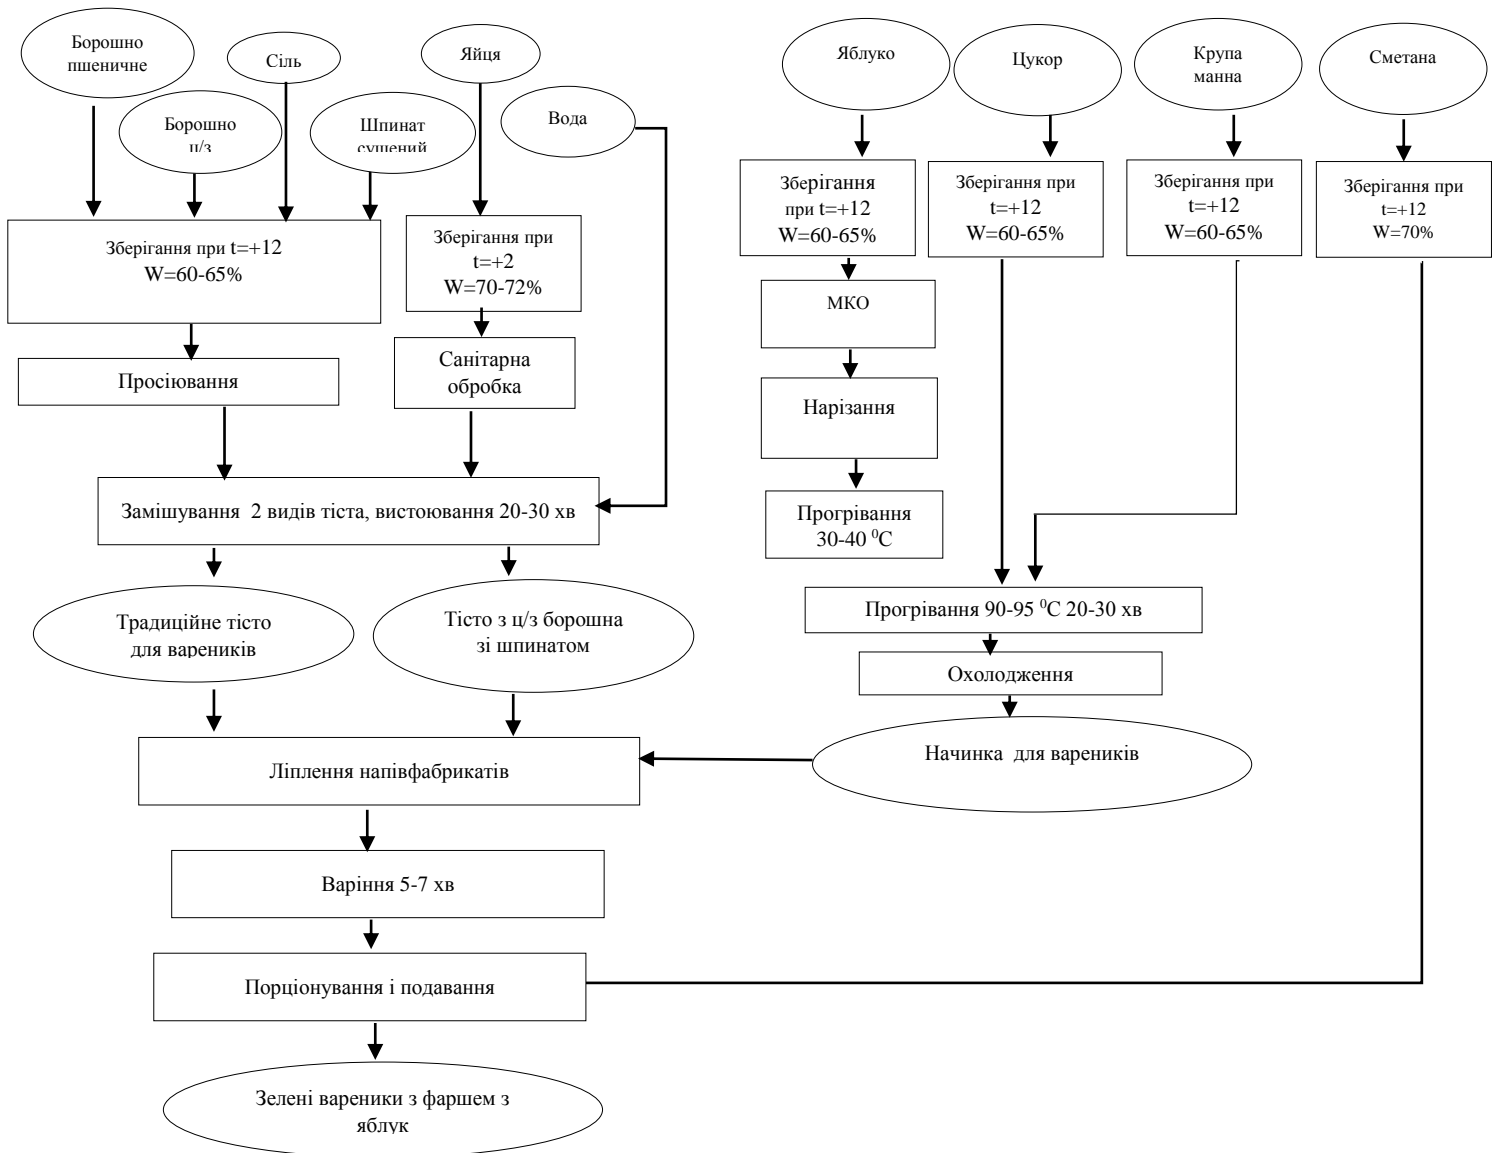 Борошно
пшеничне
Сіль
Яйця
Яблуко
Цукор
Крупа
манна
Сметана
Борошно
ц/з
Шпинат
сушений
Вода
Зберігання при t=+12
W=60-65%
Зберігання при
t=+2
W=70-72%
Зберігання
при t=+12
W=60-65%
Зберігання при
t=+12
W=60-65%
Зберігання при
t=+12
W=60-65%
Зберігання при
t=+12
W=70%
МКО
Просіювання
Санітарна
обробка
Нарізання
Замішування 2 видів тіста, вистоювання 20-30 хв
Прогрівання
30-40 ⁰С
Традиційне тісто
для вареників
Тісто з ц/з борошна
зі шпинатом
Прогрівання 90-95 ⁰С 20-30 хв
Охолодження
Начинка для вареників
Ліплення напівфабрикатів
Варіння 5-7 хв
Порціонування і подавання
Зелені вареники з фаршем з
яблук